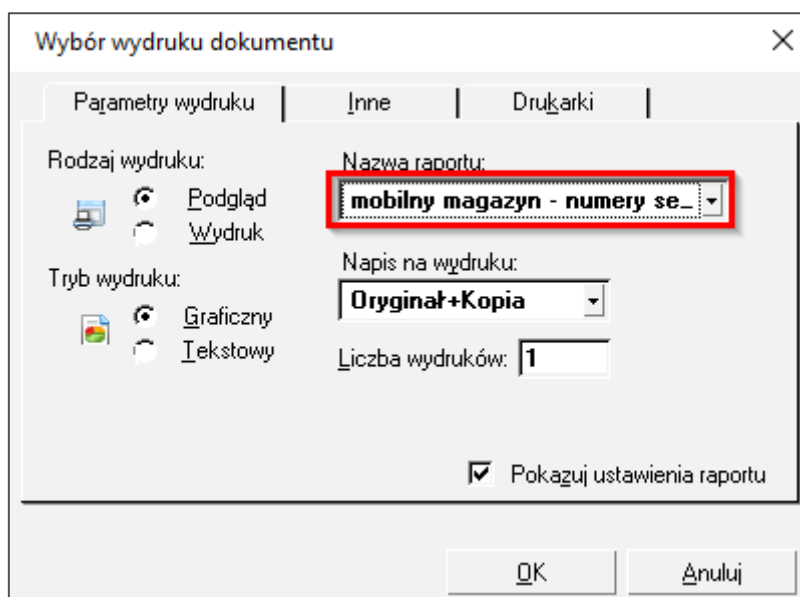 Wybór wydruku dokumentu
Parametry wydruku
Inne
Drukarki
Rodzaj wydruku:
Podgląd
Wydruk
Tryb wydruku:
Graficzny
Tekstowy
Nazwa raportu:
mobilny magazyn - numery se...
Napis na wydruku:
Oryginał+Kopia
Liczba wydruków: 1
Pokazuj ustawienia raportu
OK
Anuluj